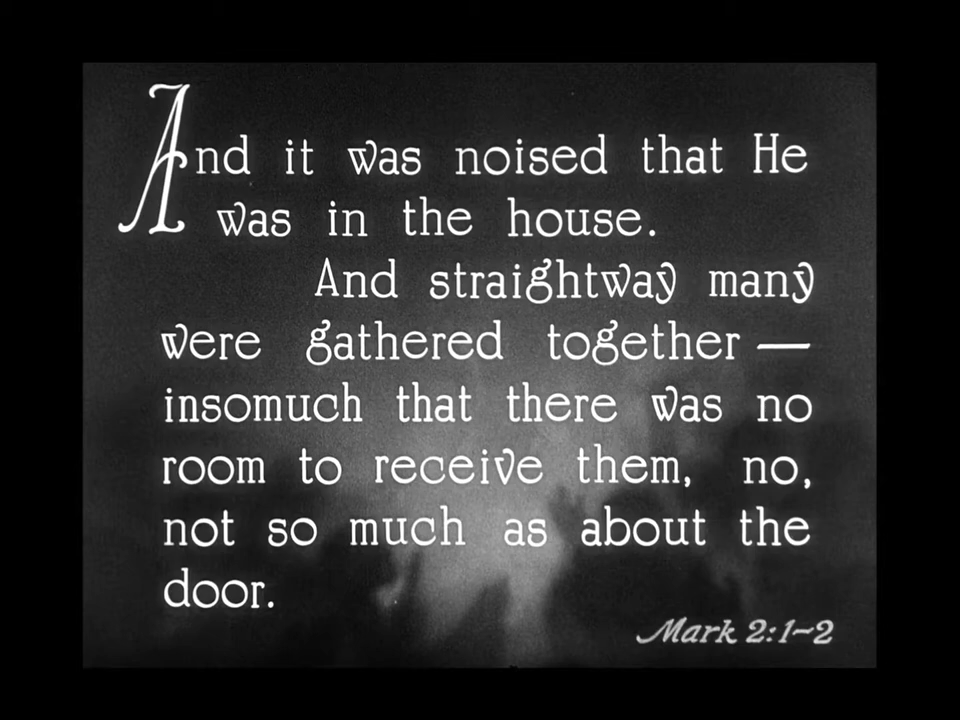 And it was noised that He
was in the house.
And straightway many
were gathered together —
insomuch that there was no
room to receive them, no,
not so much as about the
door.
Mark 2:1-2